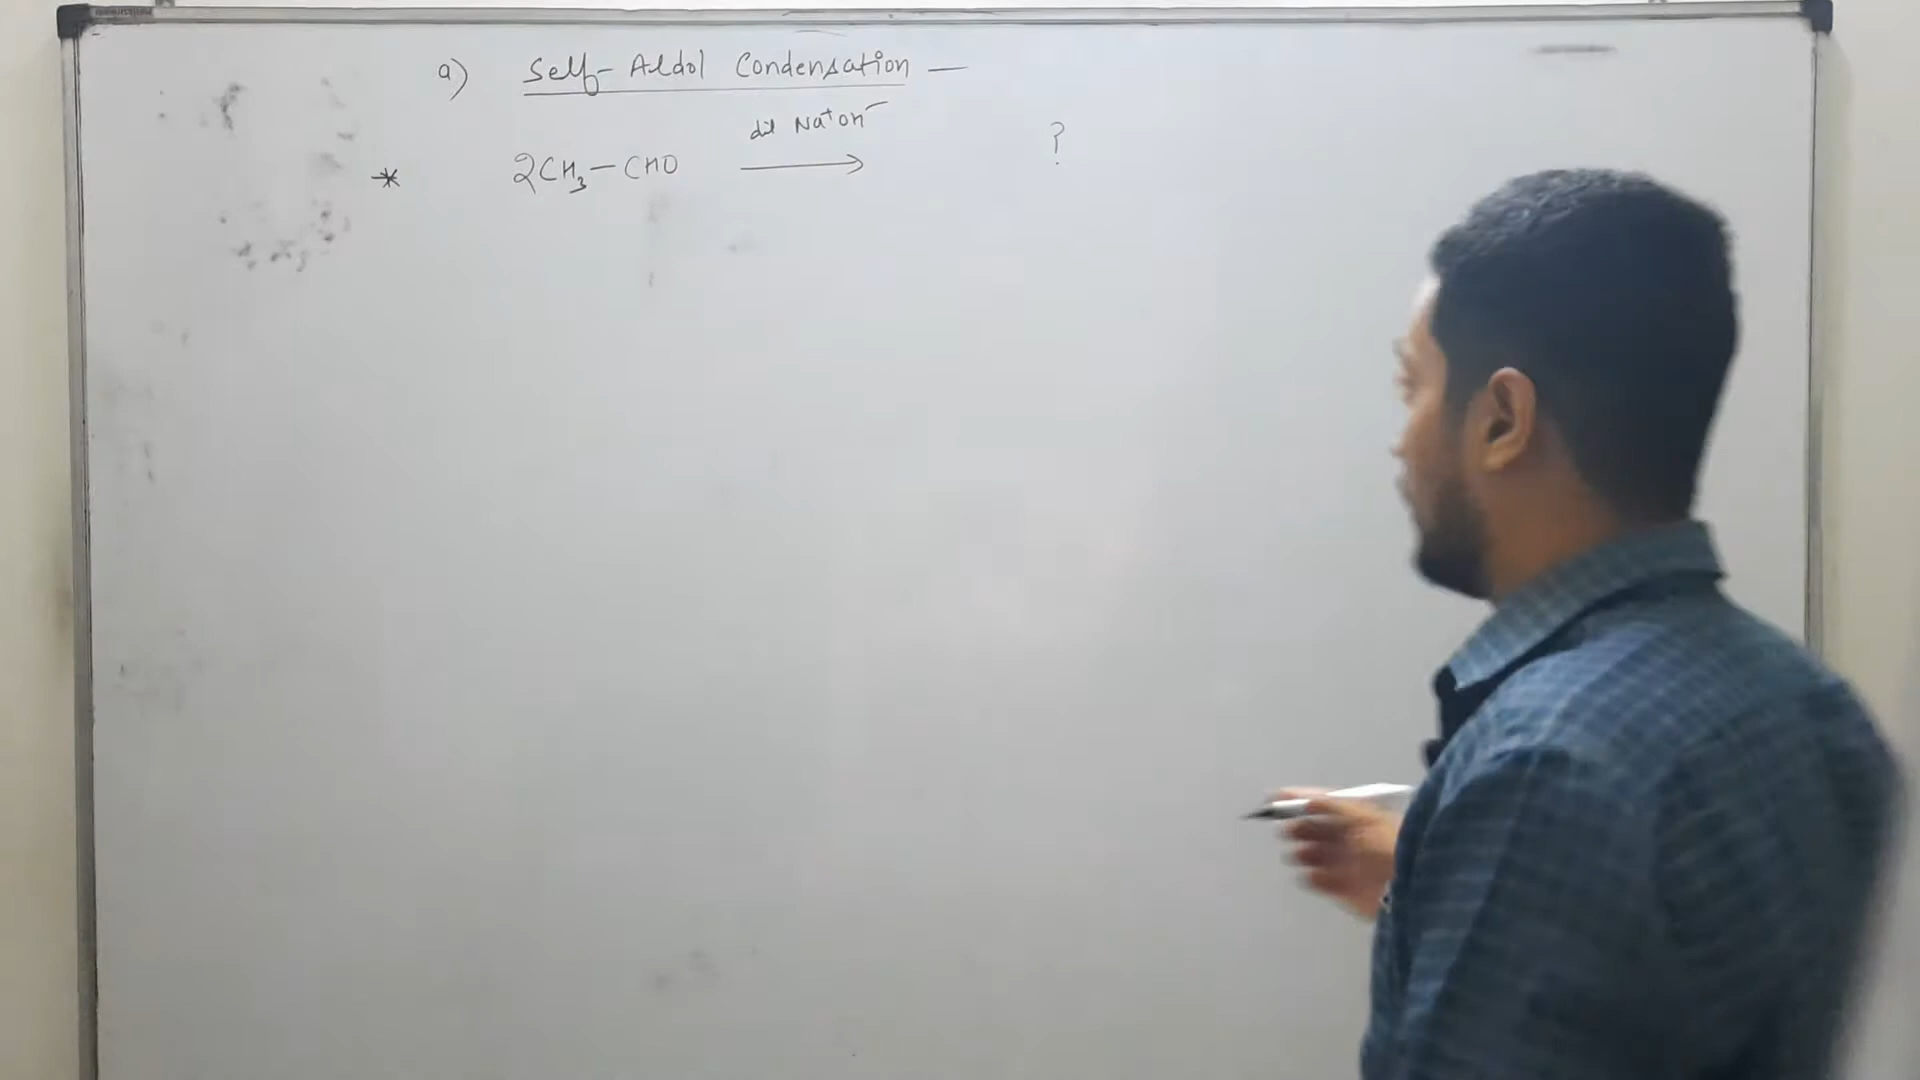 a) Self-Aldol Condensation —
dil Na⁺OH⁻
* 2CH₃—CHO ⟶ ?